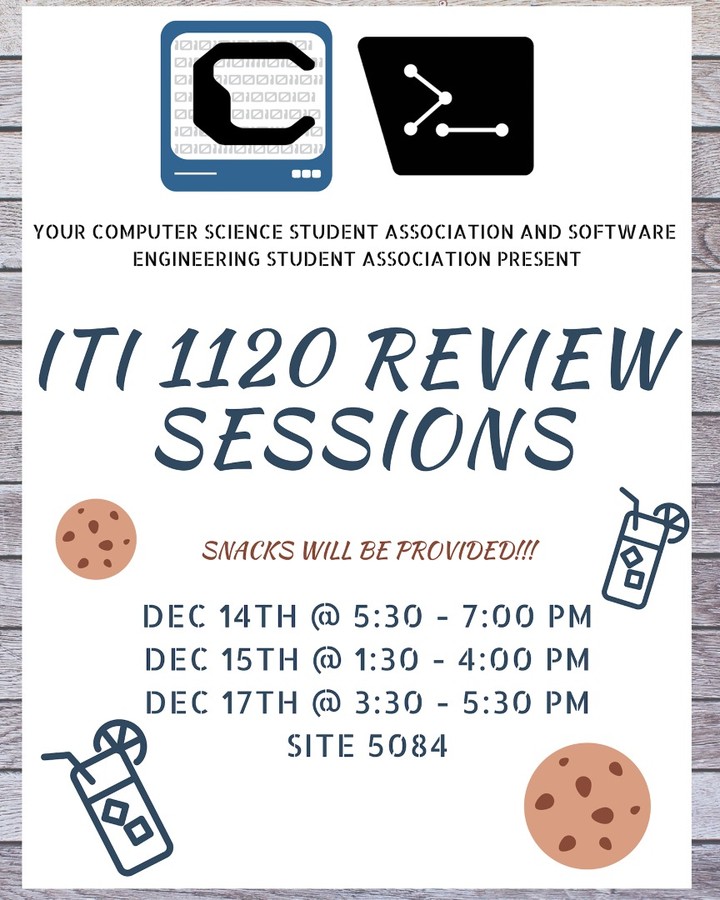 YOUR COMPUTER SCIENCE STUDENT ASSOCIATION AND SOFTWARE
ENGINEERING STUDENT ASSOCIATION PRESENT
ITI 1120 REVIEW
SESSIONS
SNACKS WILL BE PROVIDED!!!
DEC 14TH @ 5:30 - 7:00 PM
DEC 15TH @ 1:30 - 4:00 PM
DEC 17TH @ 3:30 - 5:30 PM
SITE 5084